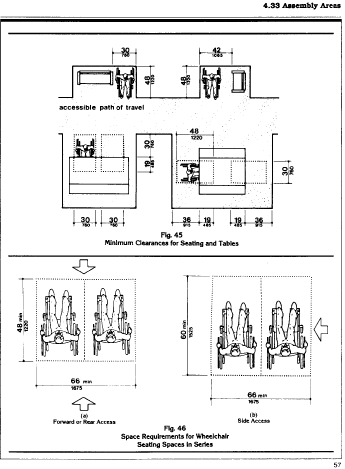 4.33 Assembly Areas
30
760
42
1065
48
1220
48
1220
accessible path of travel
48
1220
30
760
19
485
30
760
30
760
30
760
36
915
19
485
19
485
36
915
Fig. 45
Minimum Clearances for Seating and Tables
48 min
1220
60 min
1525
66 min
1675
66 min
1675
(a)
Forward or Rear Access
(b)
Side Access
Fig. 46
Space Requirements for Wheelchair
Seating Spaces in Series
57